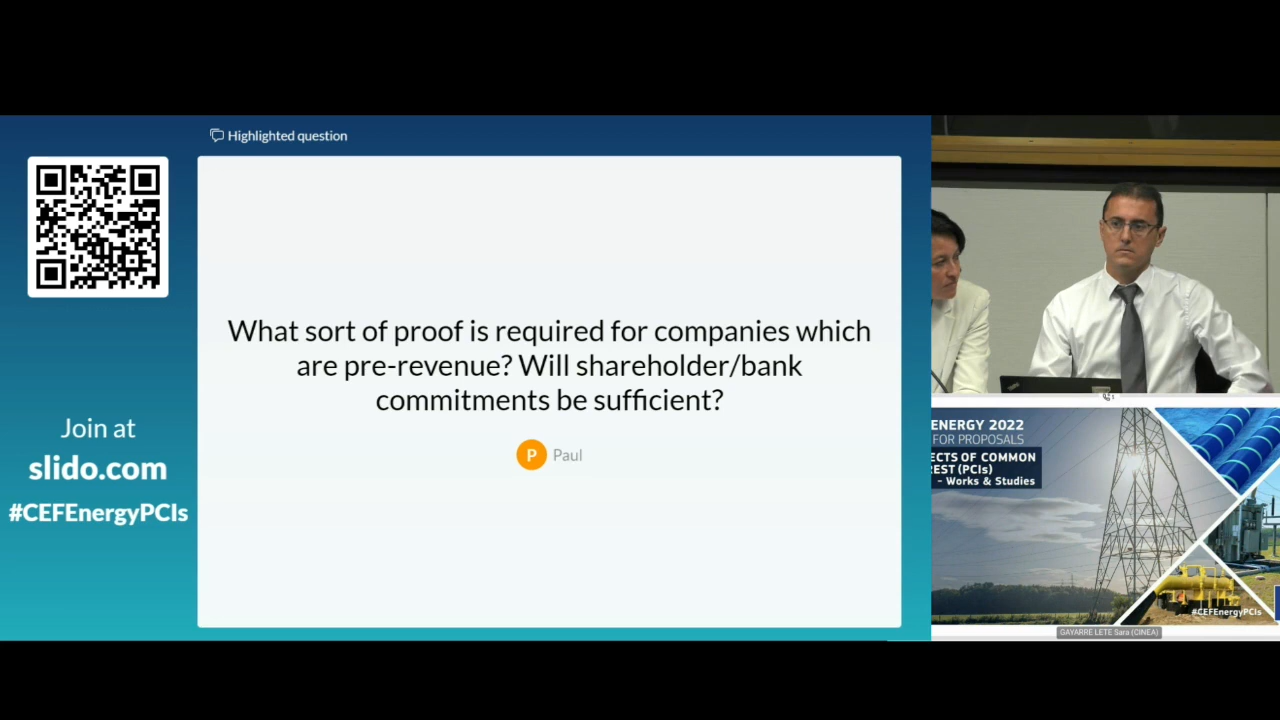 Highlighted question
What sort of proof is required for companies which
are pre-revenue? Will shareholder/bank
commitments be sufficient?
P Paul
Join at
slido.com
#CEFEnergyPCIs
ENERGY 2022
FOR PROPOSALS
ECTS OF COMMON
REST (PCIs)
- Works & Studies
#CEFEnergyPCIs
GAYARRE LETE Sara (CINEA)